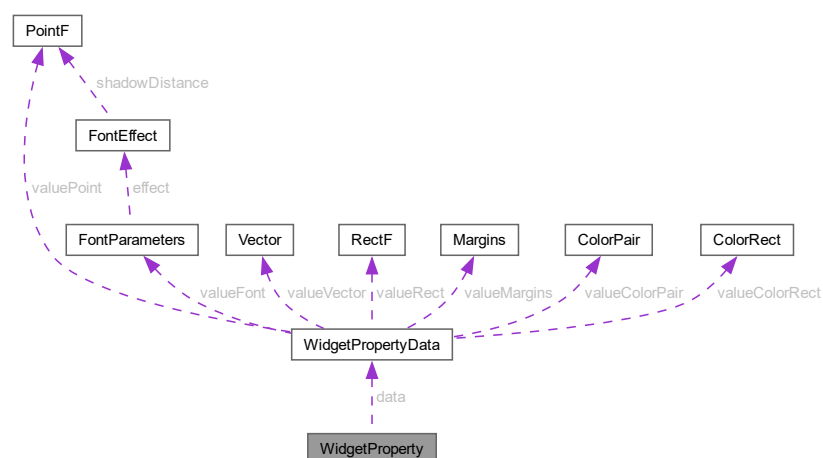 PointF
shadowDistance
FontEffect
valuePoint
effect
FontParameters
Vector
RectF
Margins
ColorPair
ColorRect
valueFont
valueVector
valueRect
valueMargins
valueColorPair
valueColorRect
WidgetPropertyData
data
WidgetProperty